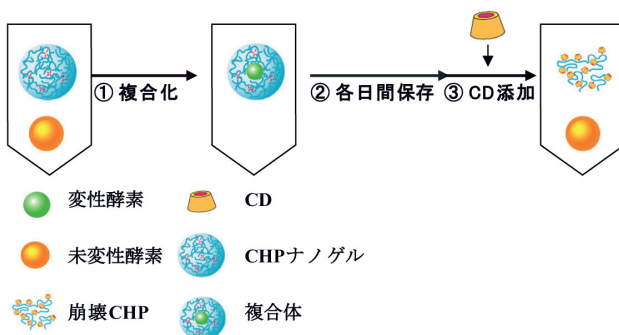 ① 複合化
② 各日間保存
③ CD添加
変性酵素
CD
未変性酵素
CHPナノゲル
崩壊CHP
複合体